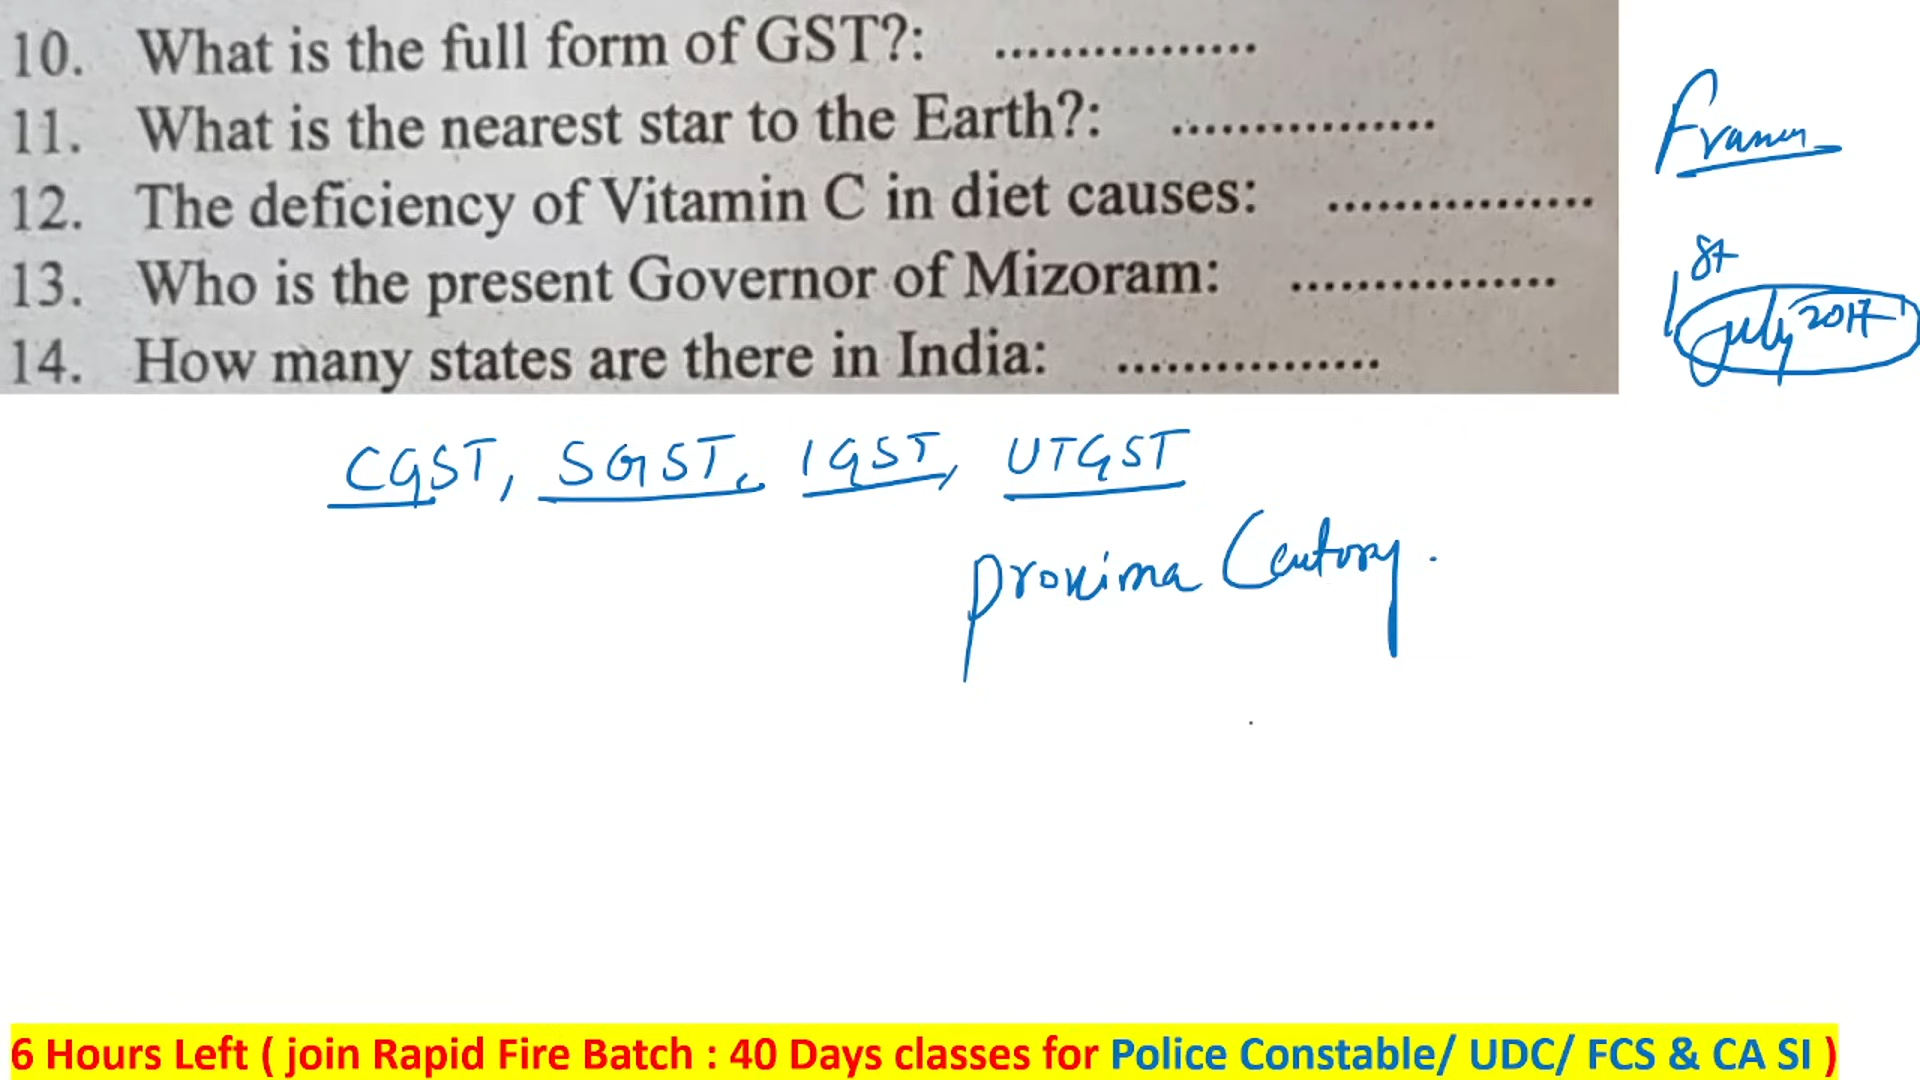 10. What is the full form of GST?: ................
11. What is the nearest star to the Earth?: ................
12. The deficiency of Vitamin C in diet causes: ................
13. Who is the present Governor of Mizoram: ................
14. How many states are there in India: ................
1st
July 2017
CGST, SGST, IGST, UTGST
Proxima
6 Hours Left ( join Rapid Fire Batch : 40 Days classes for Police Constable/ UDC/ FCS & CA SI )